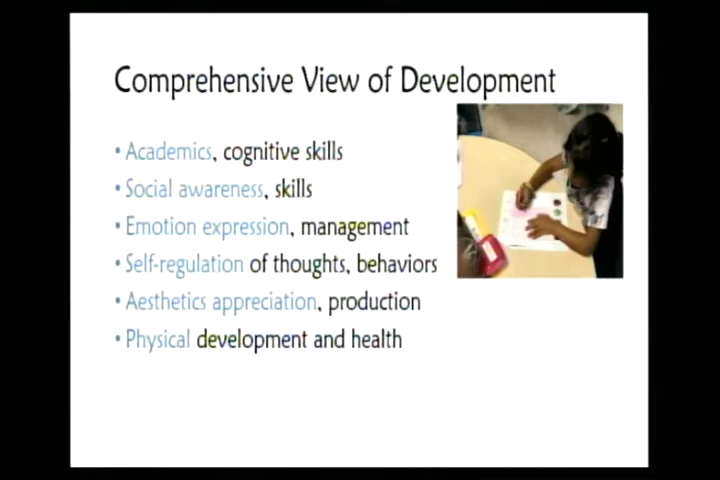 Comprehensive View of Development
• Academics, cognitive skills
• Social awareness, skills
• Emotion expression, management
• Self-regulation of thoughts, behaviors
• Aesthetics appreciation, production
• Physical development and health